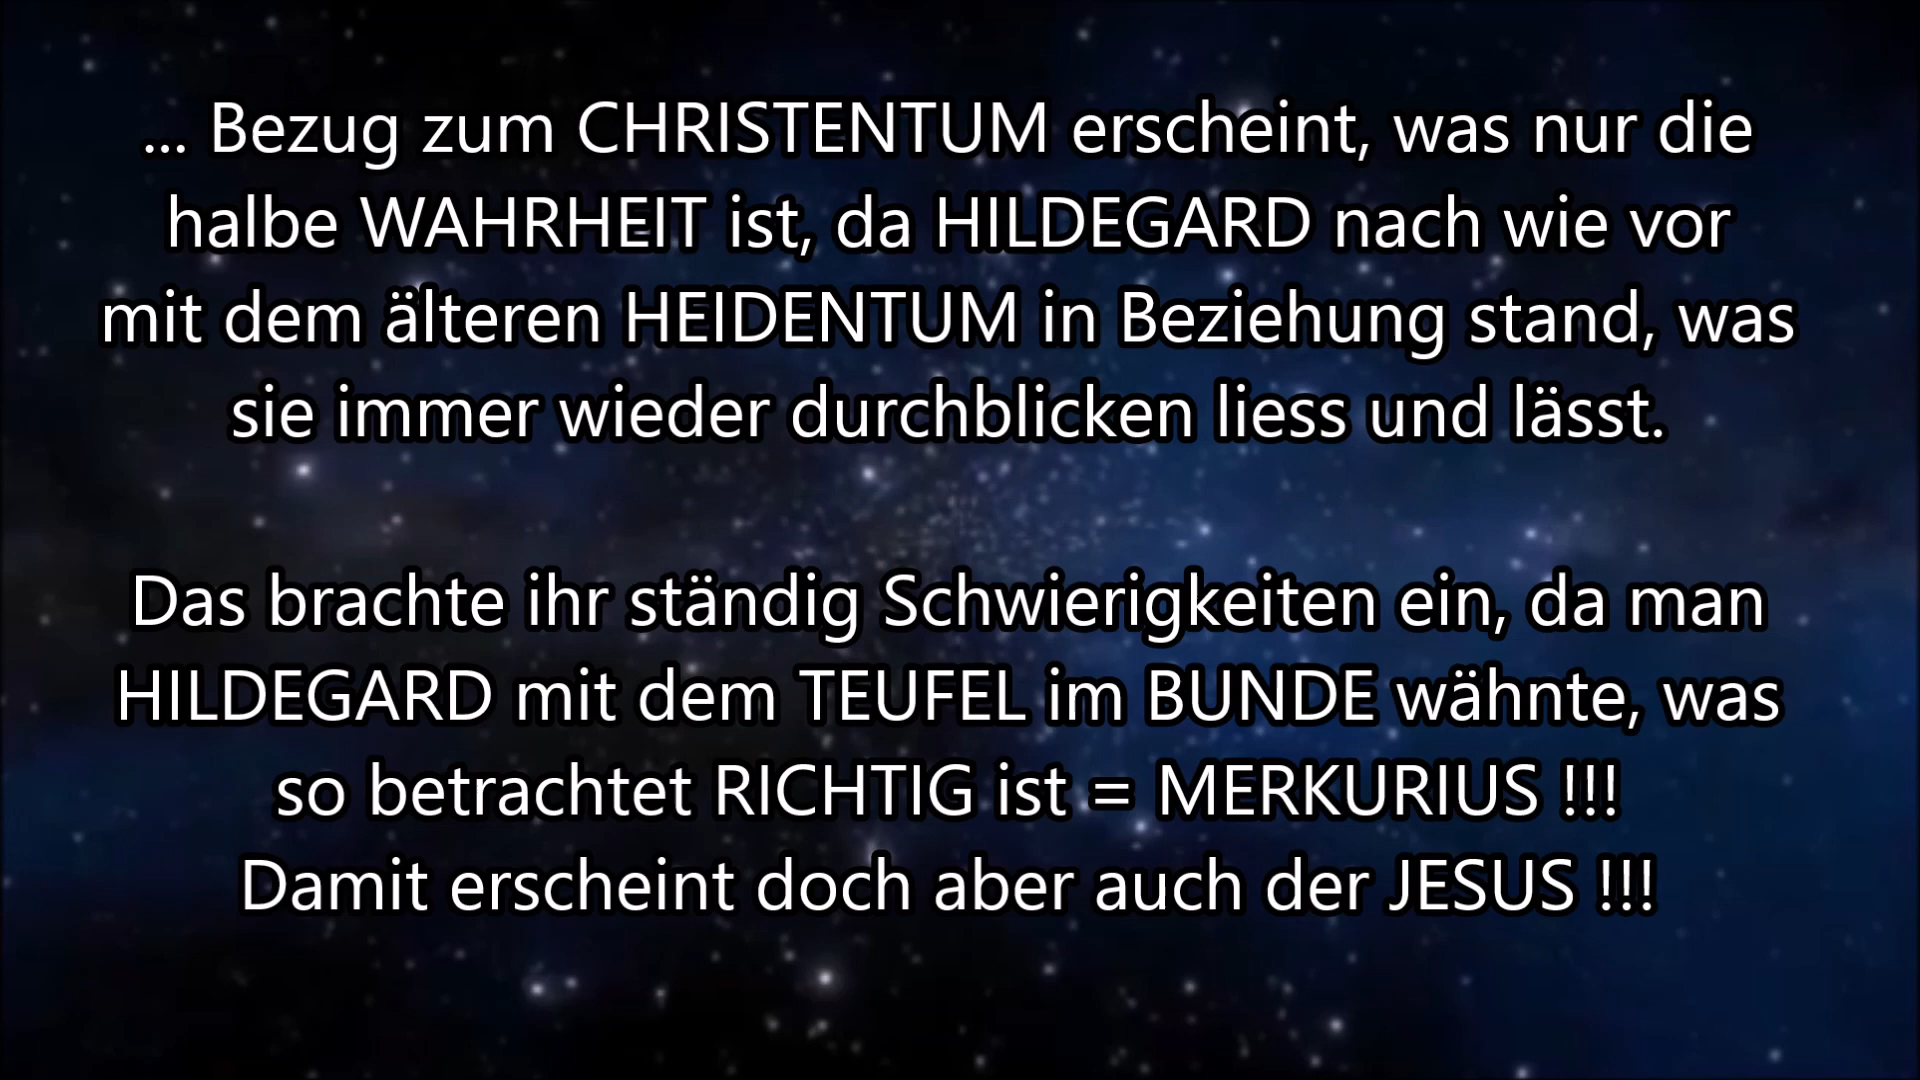 ... Bezug zum CHRISTENTUM erscheint, was nur die
halbe WAHRHEIT ist, da HILDEGARD nach wie vor
mit dem älteren HEIDENTUM in Beziehung stand, was
sie immer wieder durchblicken liess und lässt.
Das brachte ihr ständig Schwierigkeiten ein, da man
HILDEGARD mit dem TEUFEL im BUNDE wähnte, was
so betrachtet RICHTIG ist = MERKURIUS !!!
Damit erscheint doch aber auch der JESUS !!!